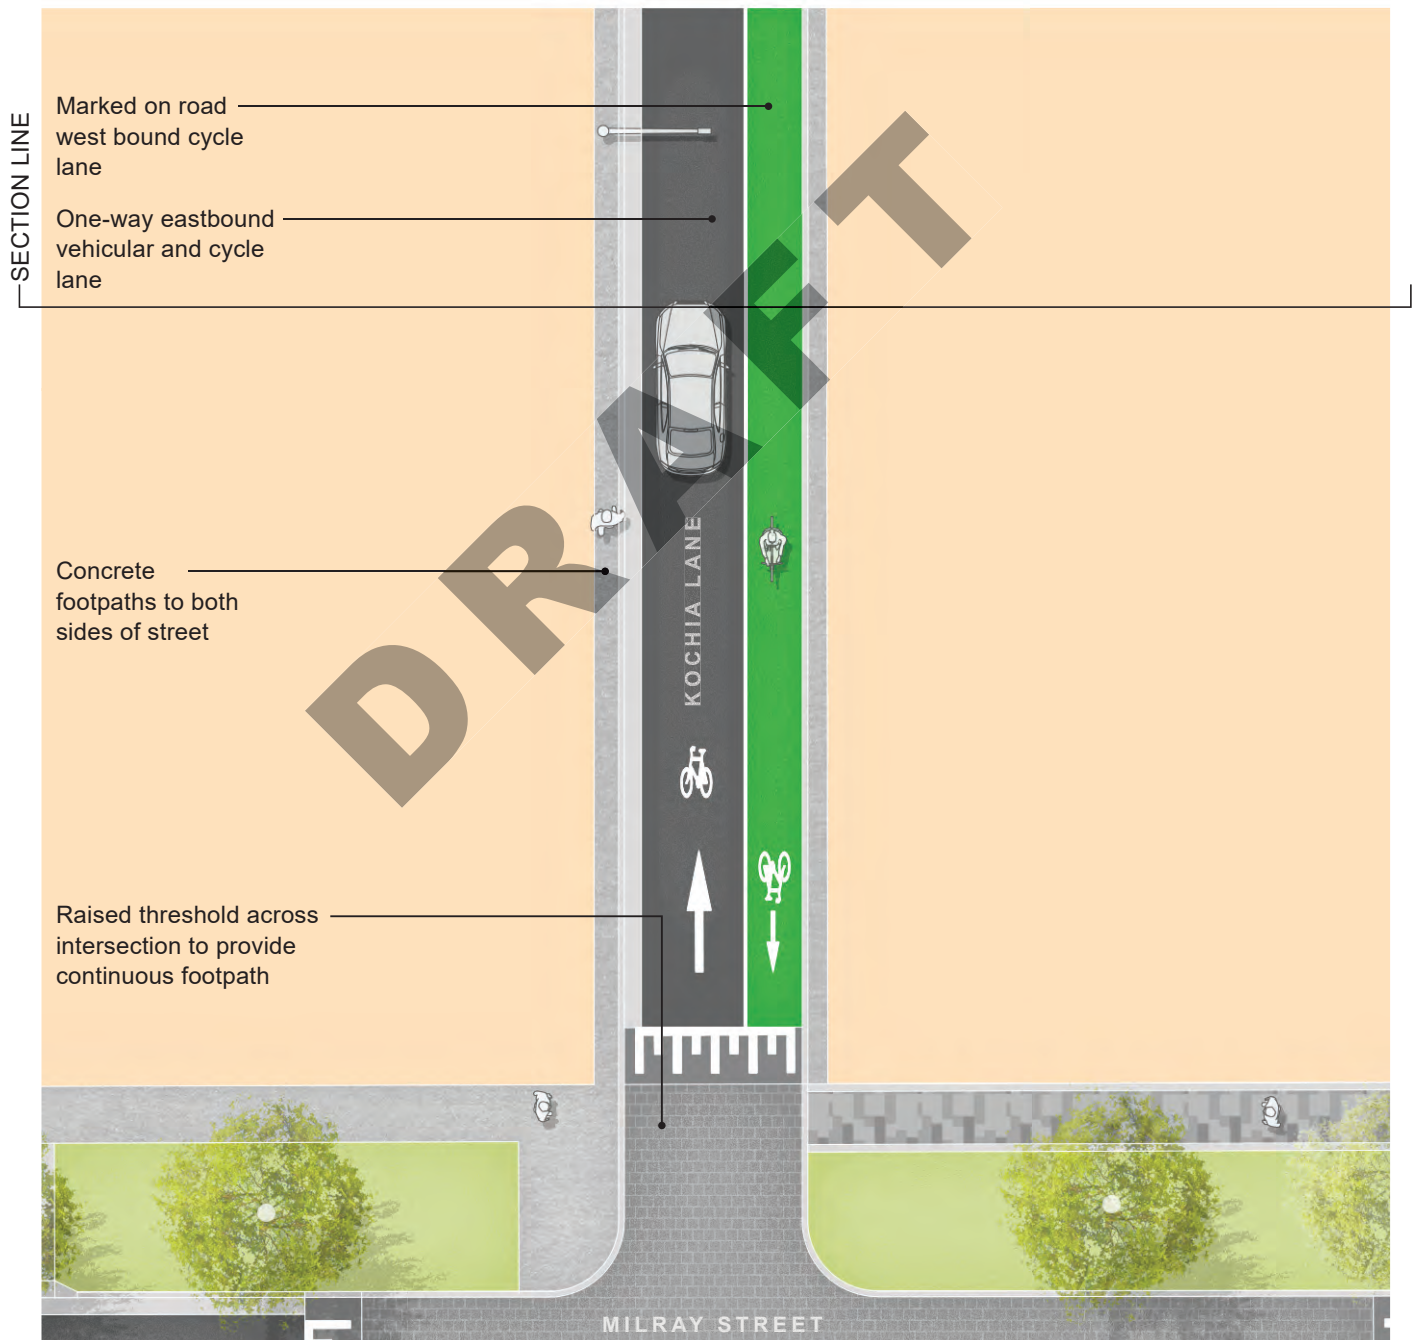 Marked on road
west bound cycle
lane
SECTION LINE
One-way eastbound
vehicular and cycle
lane
DRAFT
KOCHIA LANE
Concrete
footpaths to both
sides of street
Raised threshold across
intersection to provide
continuous footpath
MILRAY STREET